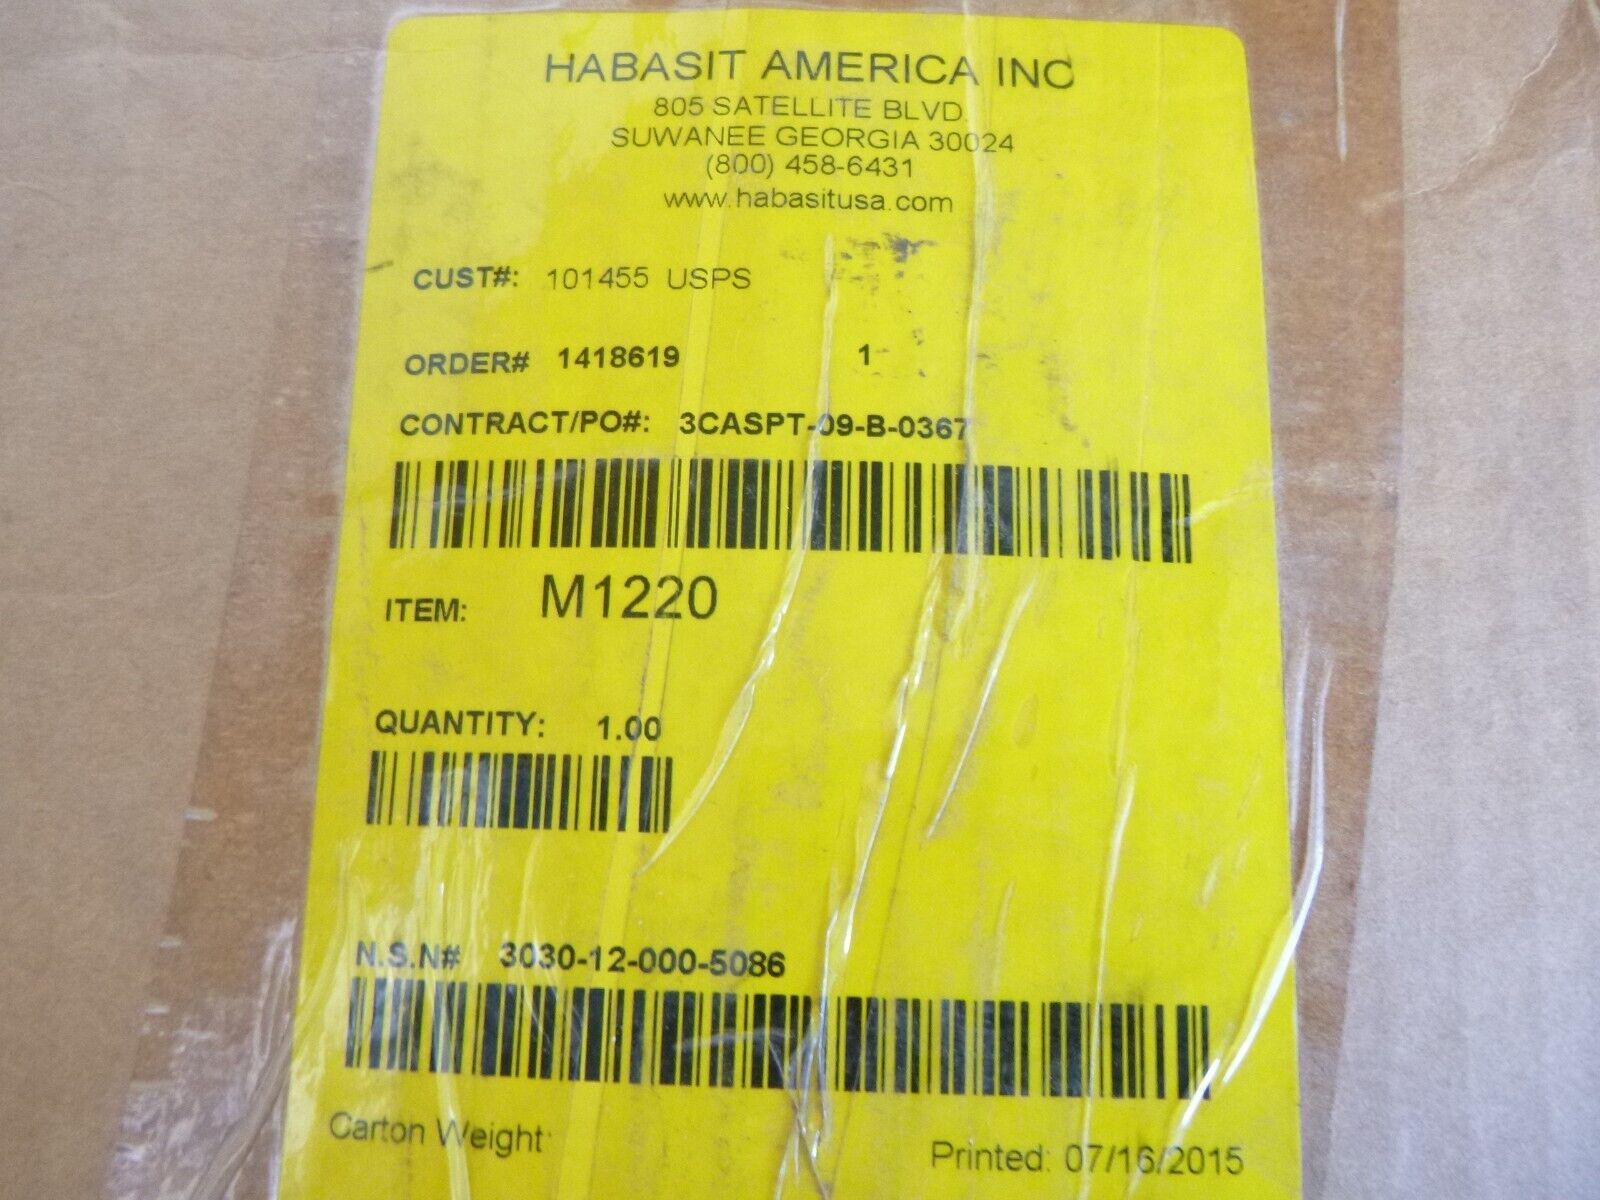 HABASIT AMERICA INC
805 SATELLITE BLVD.
SUWANEE GEORGIA 30024
(800) 458-6431
www.habasitusa.com
CUST#: 101455 USPS
ORDER# 1418619 1
CONTRACT/PO#: 3CASPT-09-B-0367
ITEM: M1220
QUANTITY: 1.00
N.S.N# 3030-12-000-5086
Carton Weight:
Printed: 07/16/2015